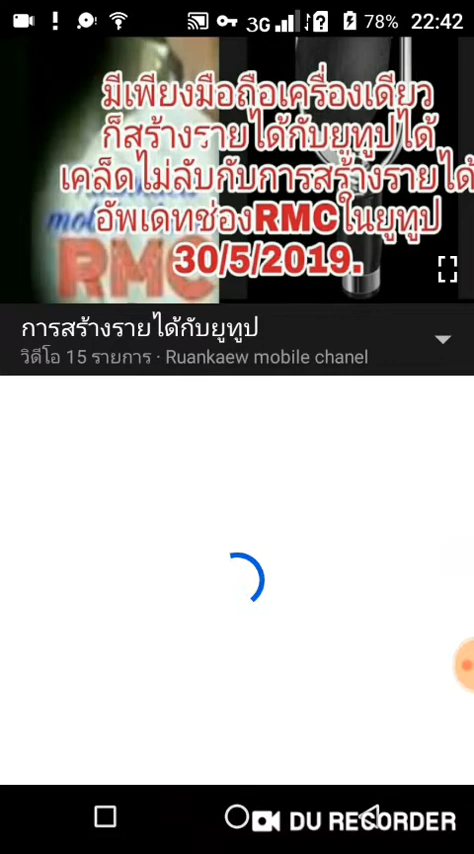 3G 78% 22:42
มีเพียงมือถือเครื่องเดียว
ก็สร้างรายได้กับยูทูปได้
เคล็ดไม่ลับกับการสร้างรายได้
อัพเดทช่องRMCในยูทูป
30/5/2019.
RMC
การสร้างรายได้กับยูทูป
วิดีโอ 15 รายการ · Ruankaew mobile chanel
DU RECORDER